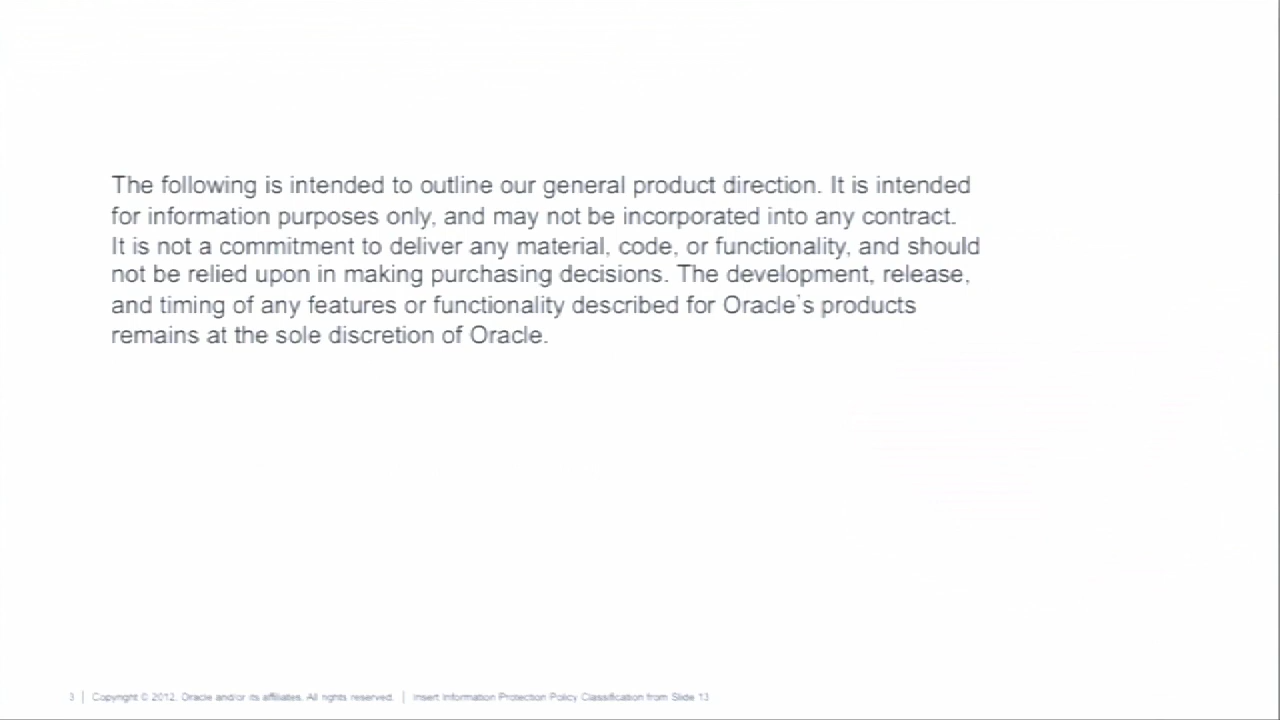 The following is intended to outline our general product direction. It is intended
for information purposes only, and may not be incorporated into any contract.
It is not a commitment to deliver any material, code, or functionality, and should
not be relied upon in making purchasing decisions. The development, release,
and timing of any features or functionality described for Oracle's products
remains at the sole discretion of Oracle.
3 | Copyright © 2012, Oracle and/or its affiliates. All rights reserved. | Insert Information Protection Policy Classification from Slide 13